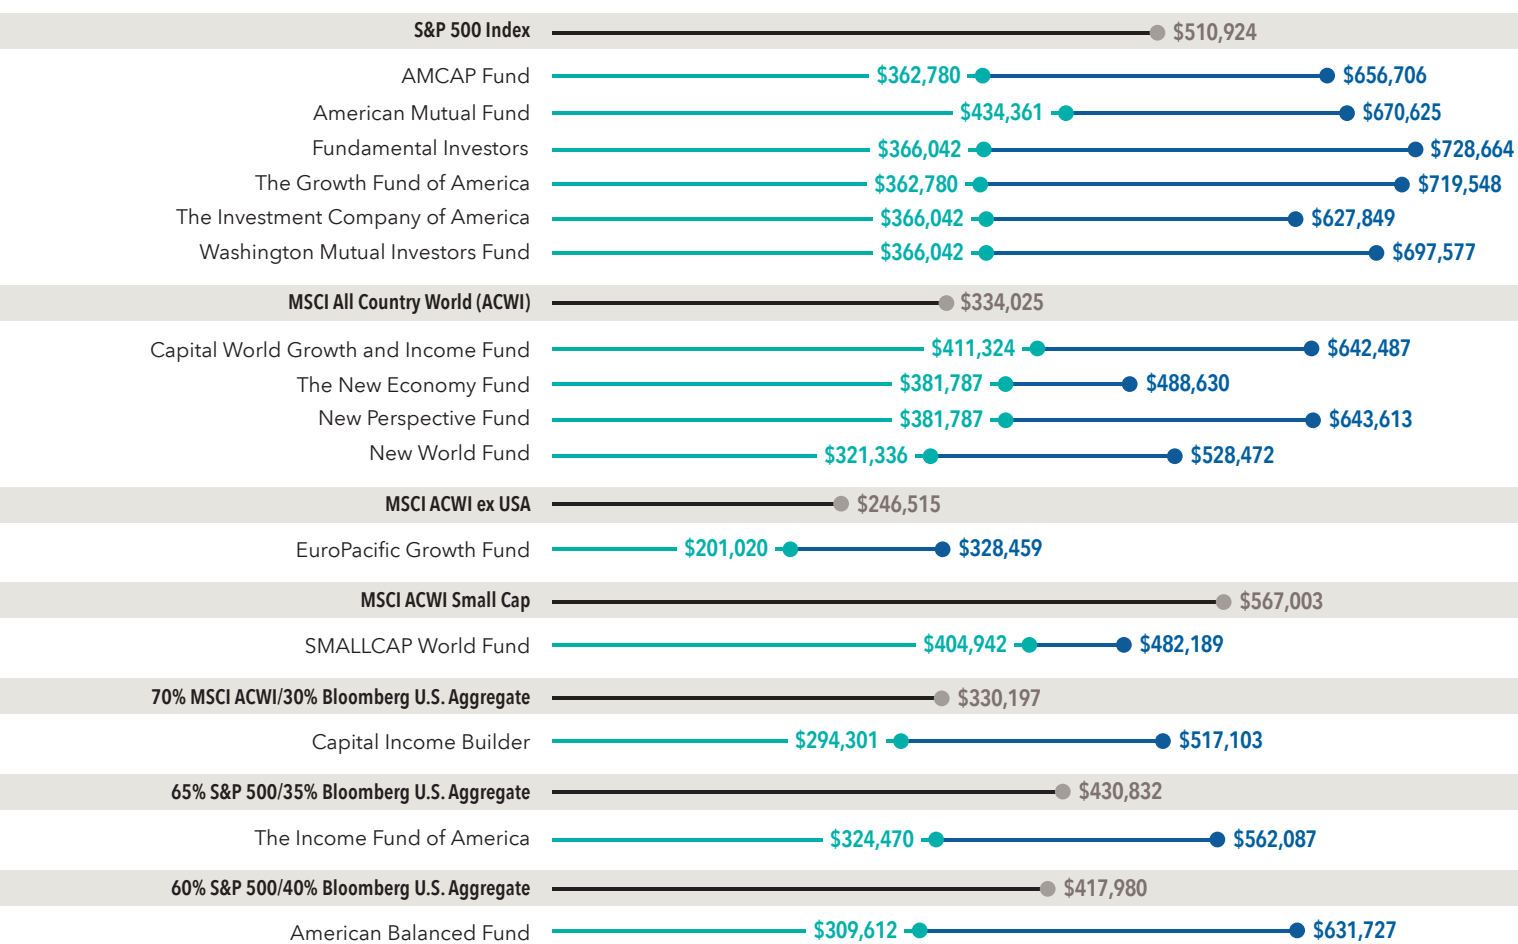 S&P 500 Index $510,924
AMCAP Fund $362,780 $656,706
American Mutual Fund $434,361 $670,625
Fundamental Investors $366,042 $728,664
The Growth Fund of America $362,780 $719,548
The Investment Company of America $366,042 $627,849
Washington Mutual Investors Fund $366,042 $697,577
MSCI All Country World (ACWI) $334,025
Capital World Growth and Income Fund $411,324 $642,487
The New Economy Fund $381,787 $488,630
New Perspective Fund $381,787 $643,613
New World Fund $321,336 $528,472
MSCI ACWI ex USA $246,515
EuroPacific Growth Fund $201,020 $328,459
MSCI ACWI Small Cap $567,003
SMALLCAP World Fund $404,942 $482,189
70% MSCI ACWI/30% Bloomberg U.S. Aggregate $330,197
Capital Income Builder $294,301 $517,103
65% S&P 500/35% Bloomberg U.S. Aggregate $430,832
The Income Fund of America $324,470 $562,087
60% S&P 500/40% Bloomberg U.S. Aggregate $417,980
American Balanced Fund $309,612 $631,727